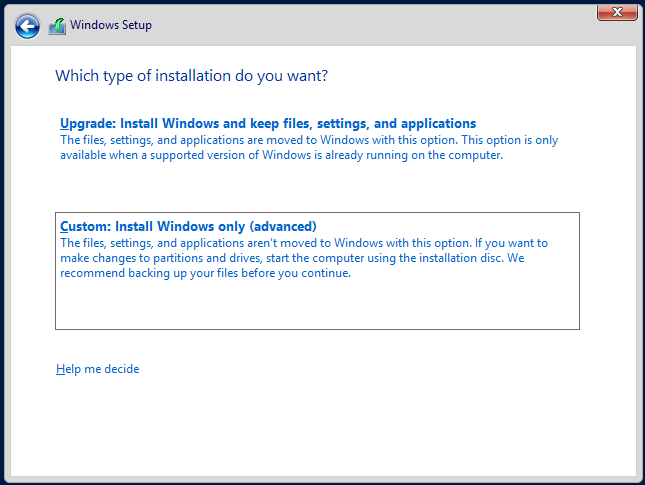 Windows Setup
Which type of installation do you want?
Upgrade: Install Windows and keep files, settings, and applications
The files, settings, and applications are moved to Windows with this option. This option is only
available when a supported version of Windows is already running on the computer.
Custom: Install Windows only (advanced)
The files, settings, and applications aren't moved to Windows with this option. If you want to
make changes to partitions and drives, start the computer using the installation disc. We
recommend backing up your files before you continue.
Help me decide